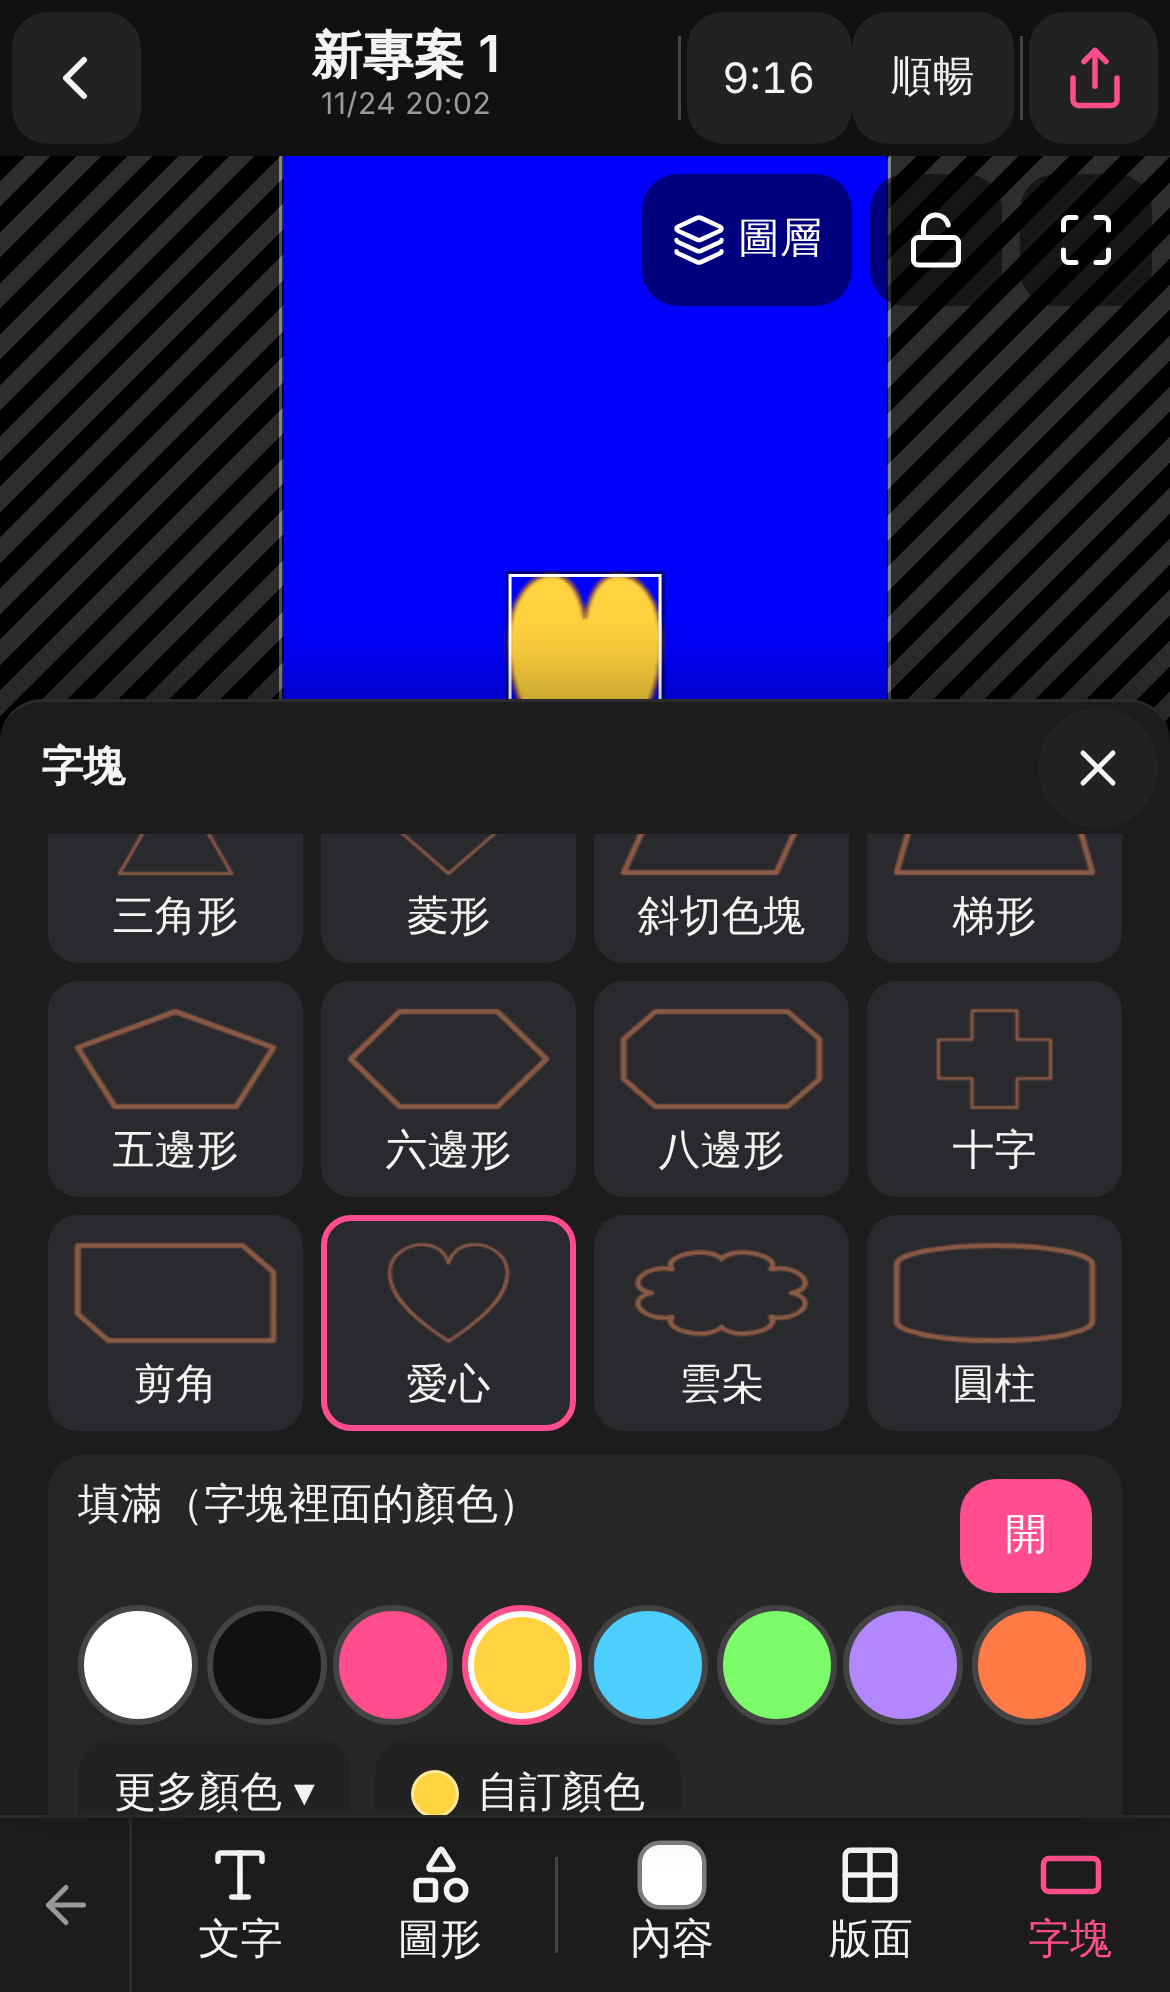 新專案 1
11/24 20:02
9:16
順暢
圖層
字塊
三角形
菱形
斜切色塊
梯形
五邊形
六邊形
八邊形
十字
剪角
愛心
雲朵
圓柱
填滿（字塊裡面的顏色）
開
更多顏色 ▾
自訂顏色
文字
圖形
內容
版面
字塊